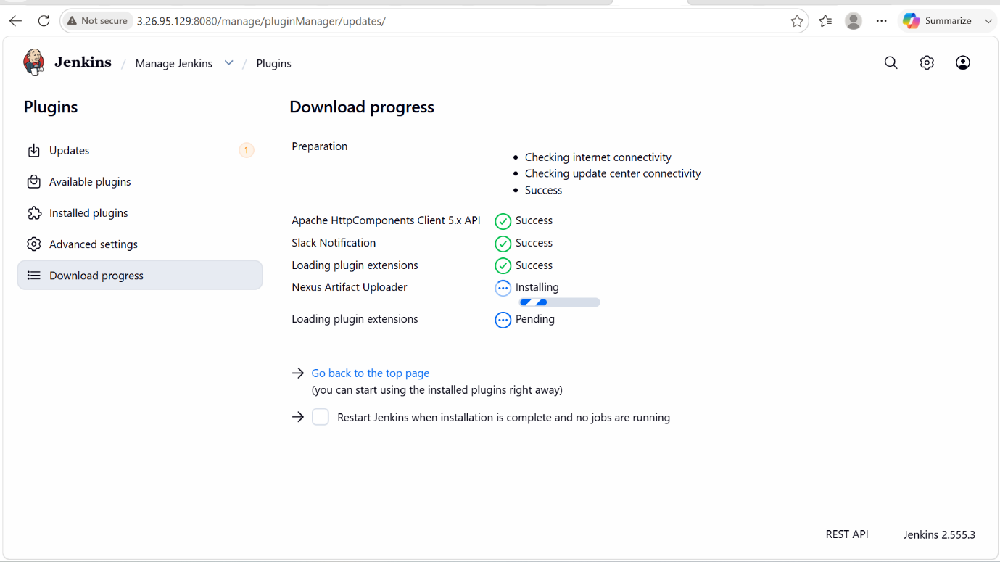 Not secure 3.26.95.129:8080/manage/pluginManager/updates/ Summarize
Jenkins / Manage Jenkins / Plugins
Plugins
Updates 1
Available plugins
Installed plugins
Advanced settings
Download progress
Download progress
Preparation
Checking internet connectivity
Checking update center connectivity
Success
Apache HttpComponents Client 5.x API Success
Slack Notification Success
Loading plugin extensions Success
Nexus Artifact Uploader Installing
Loading plugin extensions Pending
Go back to the top page
(you can start using the installed plugins right away)
Restart Jenkins when installation is complete and no jobs are running
REST API Jenkins 2.555.3